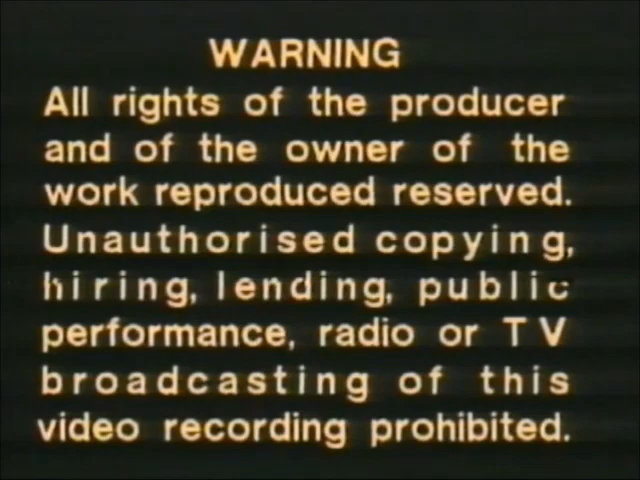 WARNING
All rights of the producer
and of the owner of the
work reproduced reserved.
Unauthorised copying,
hiring, lending, public
performance, radio or TV
broadcasting of this
video recording prohibited.